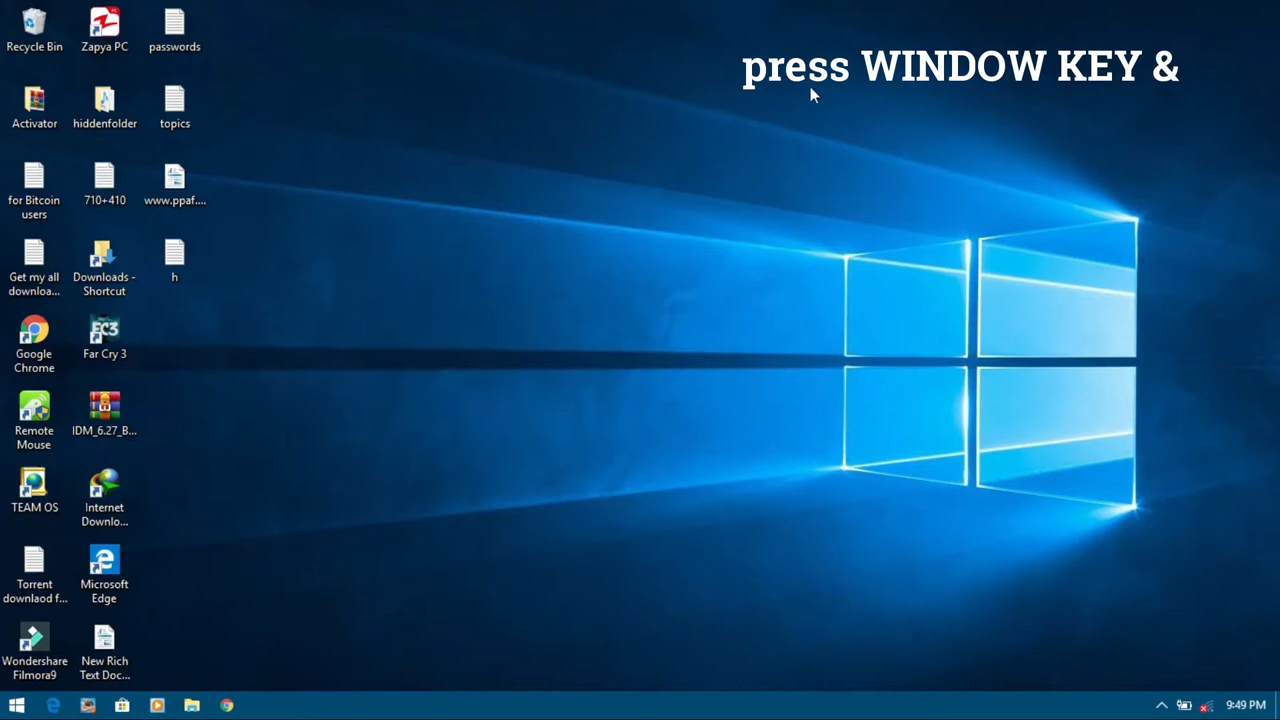 press WINDOW KEY &
Recycle Bin
Zapya PC
passwords
Activator
hiddenfolder
topics
for Bitcoin
users
710+410
www.ppaf....
Get my all
downloa...
Downloads -
Shortcut
h
Google
Chrome
Far Cry 3
Remote
Mouse
IDM_6.27_B...
TEAM OS
Internet
Downlo...
Torrent
downlaod f...
Microsoft
Edge
Wondershare
Filmora9
New Rich
Text Doc...
9:49 PM